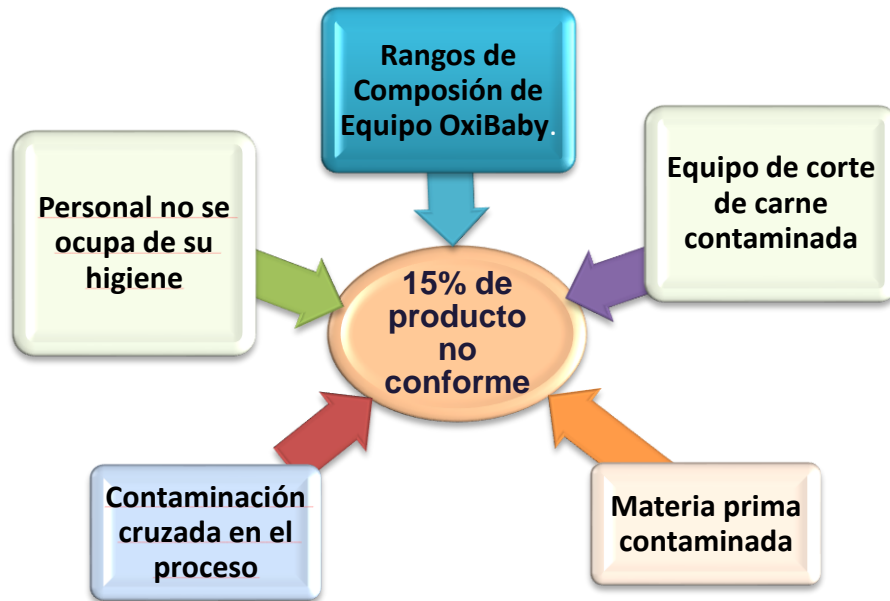 Rangos de
Composión de
Equipo OxiBaby.
Personal no se
ocupa de su
higiene
Equipo de corte
de carne
contaminada
15% de
producto
no
conforme
Contaminación
cruzada en el
proceso
Materia prima
contaminada